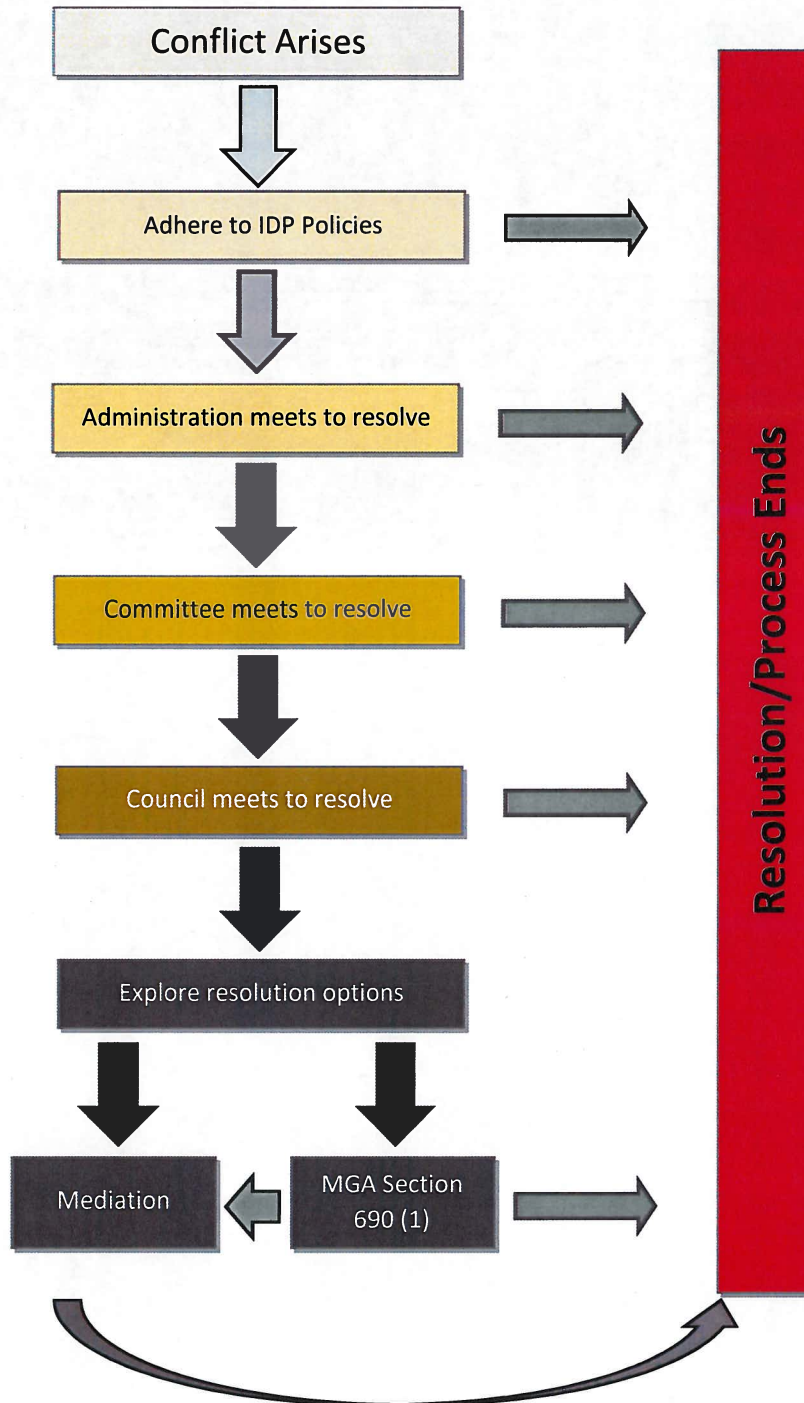 Conflict Arises
Adhere to IDP Policies
Administration meets to resolve
Committee meets to resolve
Council meets to resolve
Explore resolution options
Mediation
MGA Section
690 (1)
Resolution/Process Ends